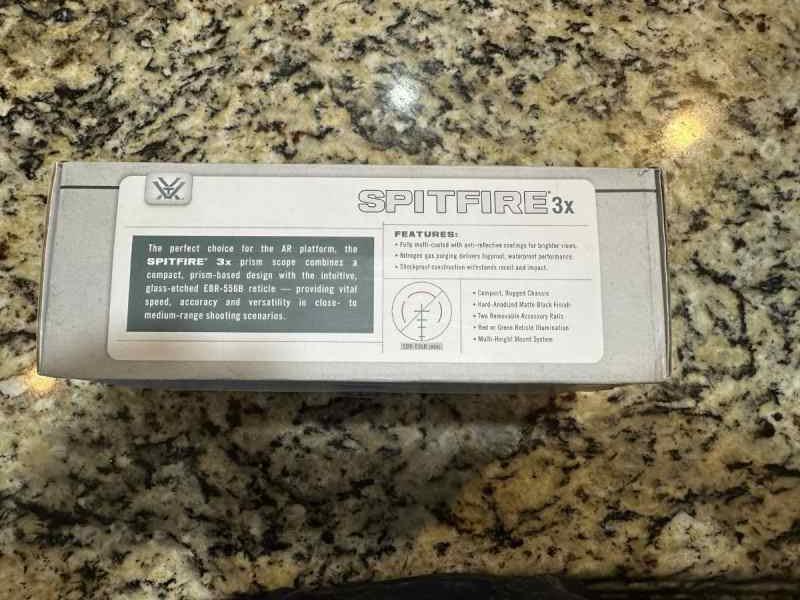 SPITFIRE® 3x
The perfect choice for the AR platform, the
SPITFIRE® 3x prism scope combines a
compact, prism-based design with the intuitive,
glass-etched EBR-556B reticle — providing vital
speed, accuracy and versatility in close- to
medium-range shooting scenarios.
FEATURES:
• Fully multi-coated with anti-reflective coatings for brighter views.
• Nitrogen gas purging delivers fogproof, waterproof performance.
• Shockproof construction withstands recoil and impact.
EBR-556B (MOA)
• Compact, Rugged Chassis
• Hard-Anodized Matte Black Finish
• Two Removable Accessory Rails
• Red or Green Reticle Illumination
• Multi-Height Mount System